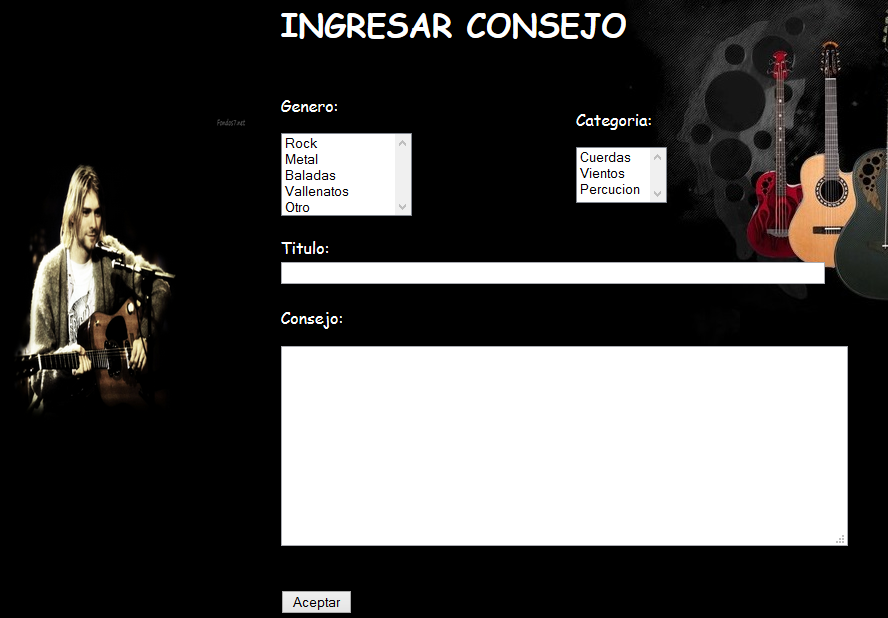 INGRESAR CONSEJO
Genero:
Categoria:
Fondos7.net
Rock
Metal
Baladas
Vallenatos
Otro
Cuerdas
Vientos
Percucion
Titulo:
Consejo:
Aceptar